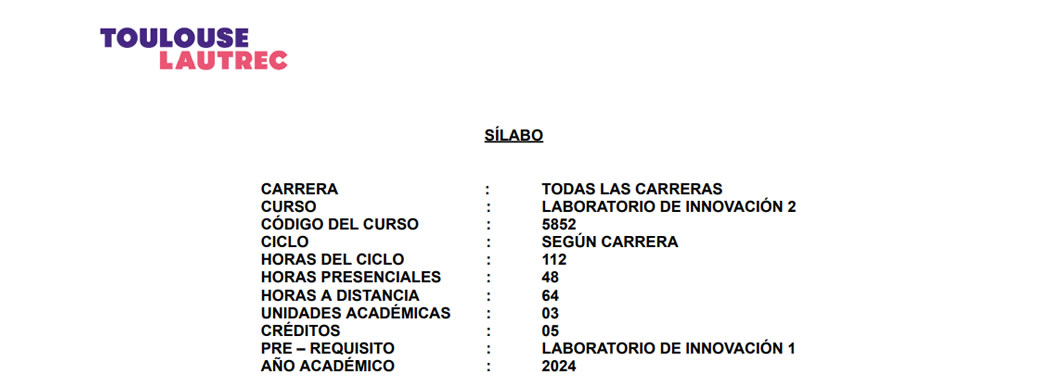 TOULOUSE
LAUTREC
SÍLABO
CARRERA : TODAS LAS CARRERAS
CURSO : LABORATORIO DE INNOVACIÓN 2
CÓDIGO DEL CURSO : 5852
CICLO : SEGÚN CARRERA
HORAS DEL CICLO : 112
HORAS PRESENCIALES : 48
HORAS A DISTANCIA : 64
UNIDADES ACADÉMICAS : 03
CRÉDITOS : 05
PRE – REQUISITO : LABORATORIO DE INNOVACIÓN 1
AÑO ACADÉMICO : 2024